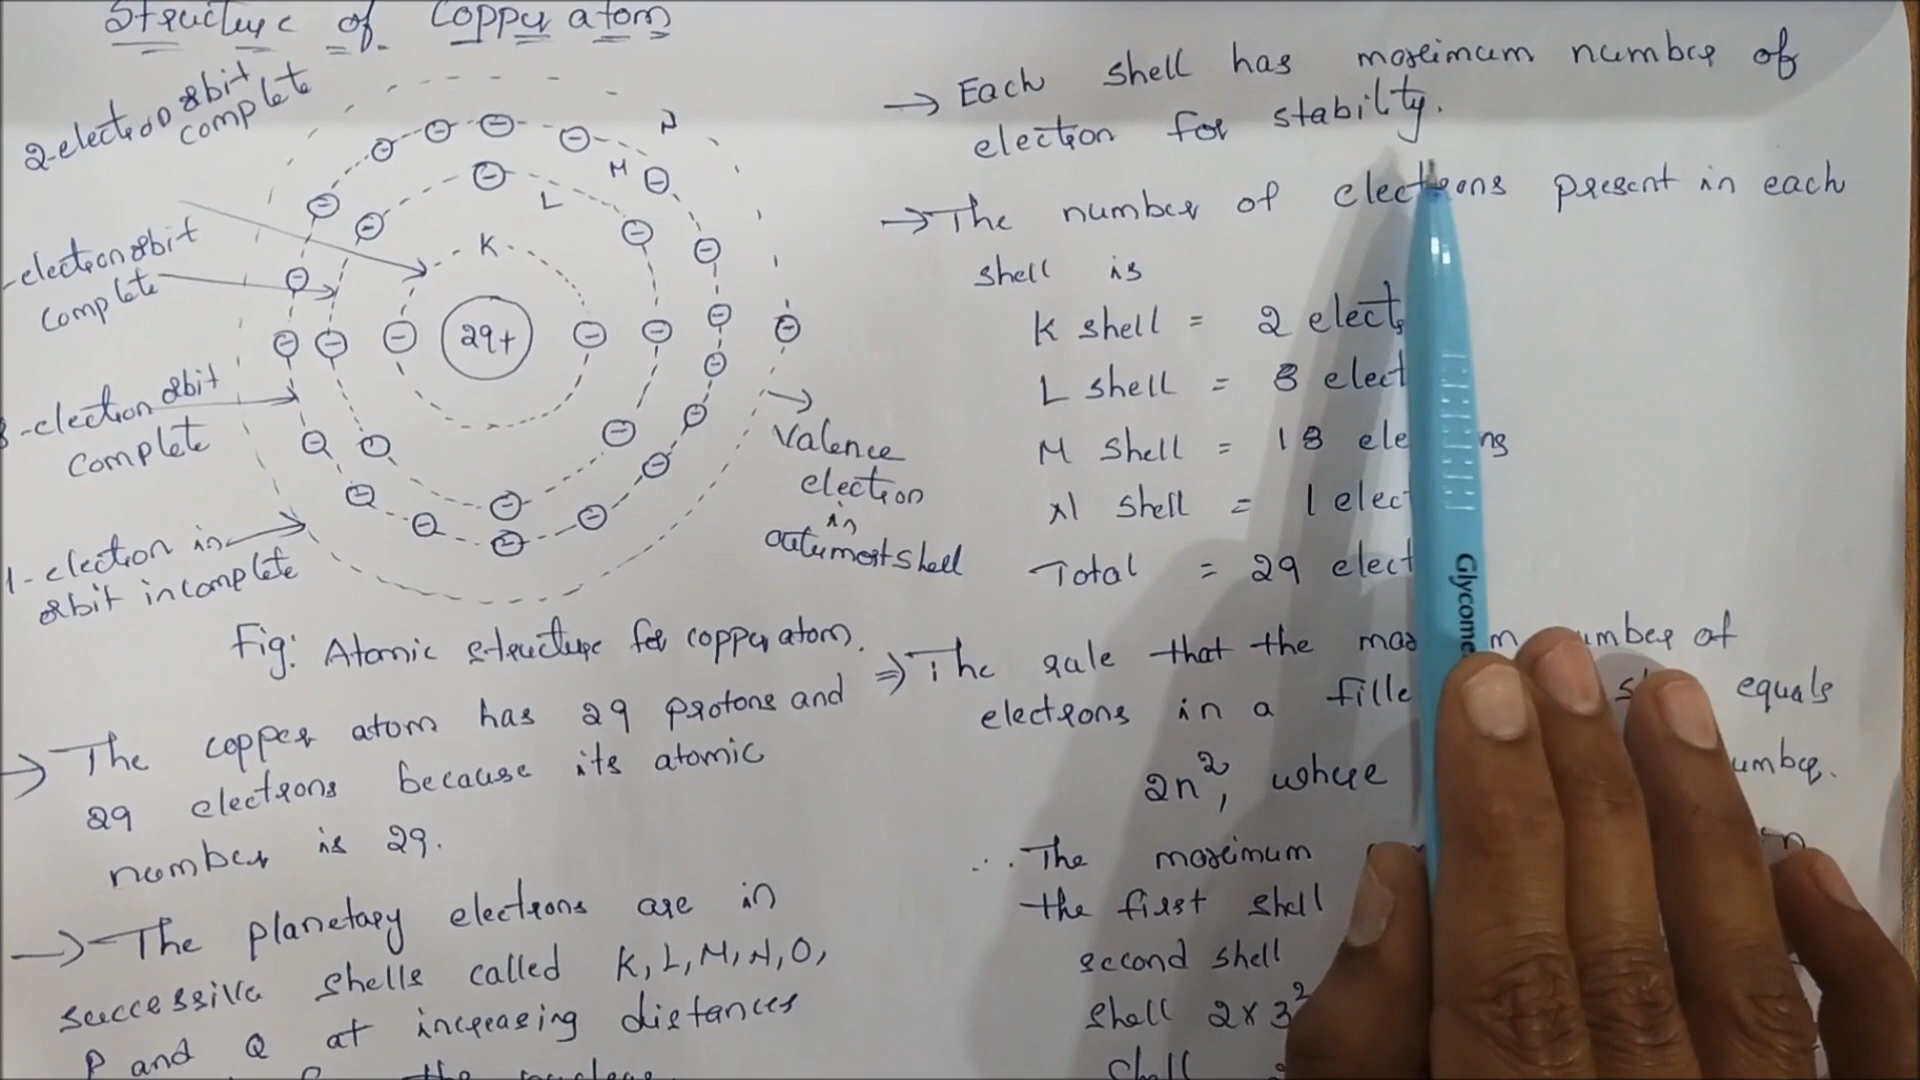 Structure of Copper atom
2-electron orbit
complete
-electron orbit
complete
8-electron orbit
complete
1-electron in
orbit incomplete
K
L
M
N
29+
Valence
electron
in
outermost shell
Fig: Atomic structure for copper atom.
→ The copper atom has 29 protons and
29 electrons because its atomic
number is 29.
→ The planetary electrons are in
successive shells called K, L, M, N, O,
P and Q at increasing distances
the
→ Each shell has maximum number of
electron for stability.
→ The number of electrons present in each
shell is
K shell = 2 elect
L shell = 8 elect
M shell = 18 ele ns
N shell = 1 elec
Total = 29 elect
⇒ The rule that the max m umber of
electrons in a fille equals
2n², where umber.
∴ The maximum
the first shell
second shell
shell 2x3²
shell
Glycome